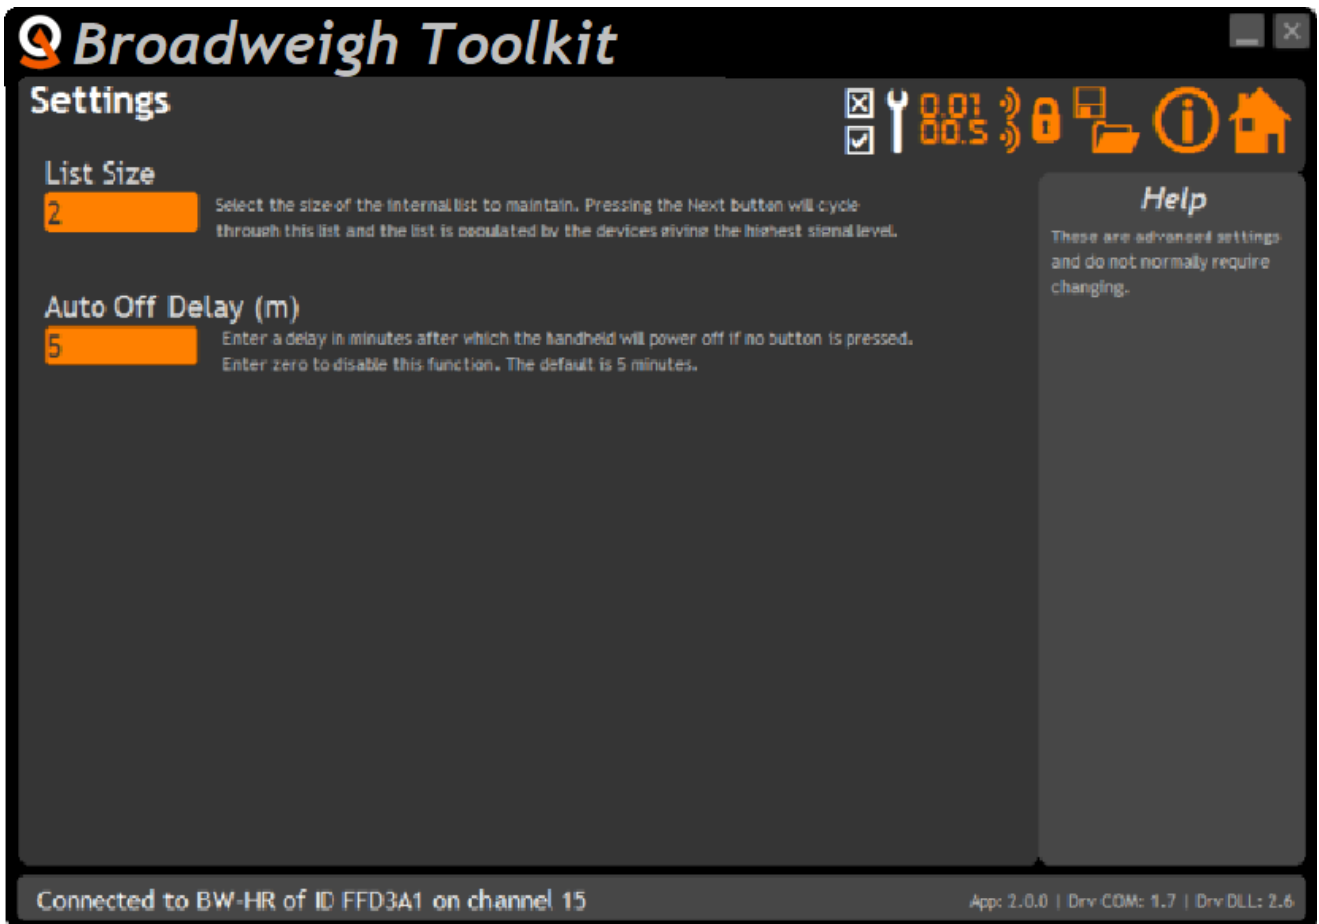 Broadweigh Toolkit
Settings
0.01
00.5
List Size
2
Select the size of the internal list to maintain. Pressing the Next button will cycle
through this list and the list is populated by the devices giving the highest signal level.
Auto Off Delay (m)
5
Enter a delay in minutes after which the handheld will power off if no button is pressed.
Enter zero to disable this function. The default is 5 minutes.
Help
These are advanced settings
and do not normally require
changing.
Connected to BW-HR of ID FFD3A1 on channel 15
App: 2.0.0 | Drv COM: 1.7 | Drv DLL: 2.6